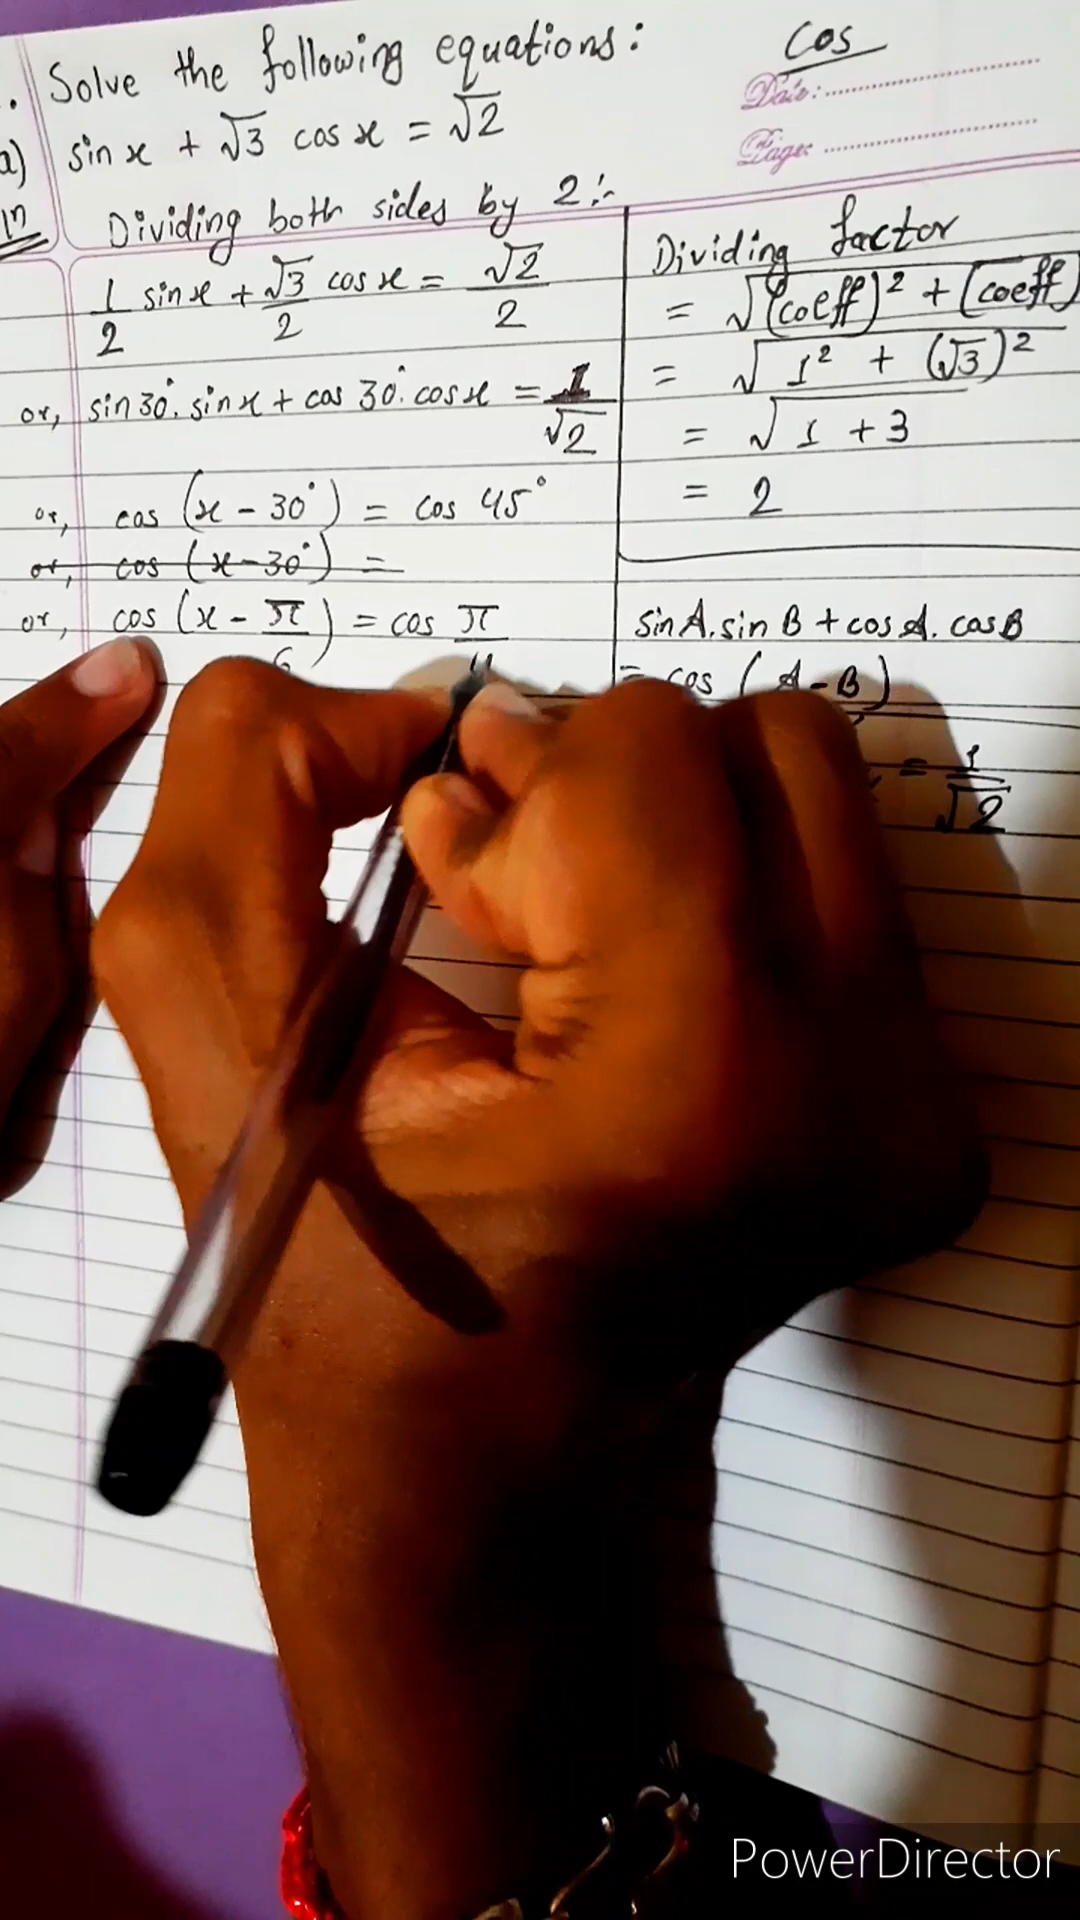 Solve the following equations:
a) sin x + √3 cos x = √2
Dividing both sides by 2:-
1/2 sin x + √3/2 cos x = √2/2
or, sin 30°. sin x + cos 30°. cos x = 1/√2
or, cos (x - 30°) = cos 45°
or, cos (x - 30°) =
or, cos (x - π/6) = cos π/4
cos
Date:
Page:
Dividing factor
= √(coeff)² + (coeff)
= √1² + (√3)²
= √1 + 3
= 2
sin A. sin B + cos A. cos B
= cos (A - B)
= 1/√2
PowerDirector